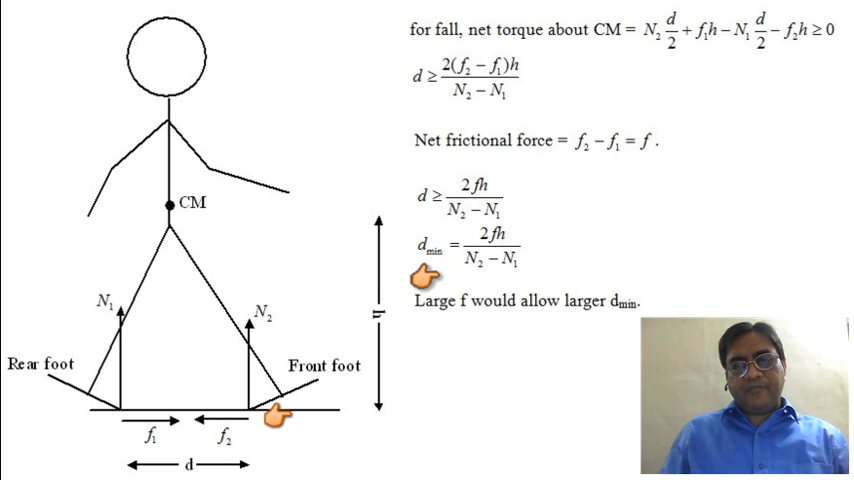 for fall, net torque about CM = N₂ d/2 + f₁h − N₁ d/2 − f₂h ≥ 0
d ≥ 2(f₂ − f₁)h / N₂ − N₁
Net frictional force = f₂ − f₁ = f .
d ≥ 2fh / N₂ − N₁
d_min = 2fh / N₂ − N₁
Large f would allow larger d_min.
CM
N₁
N₂
h
Rear foot
Front foot
f₁
f₂
d